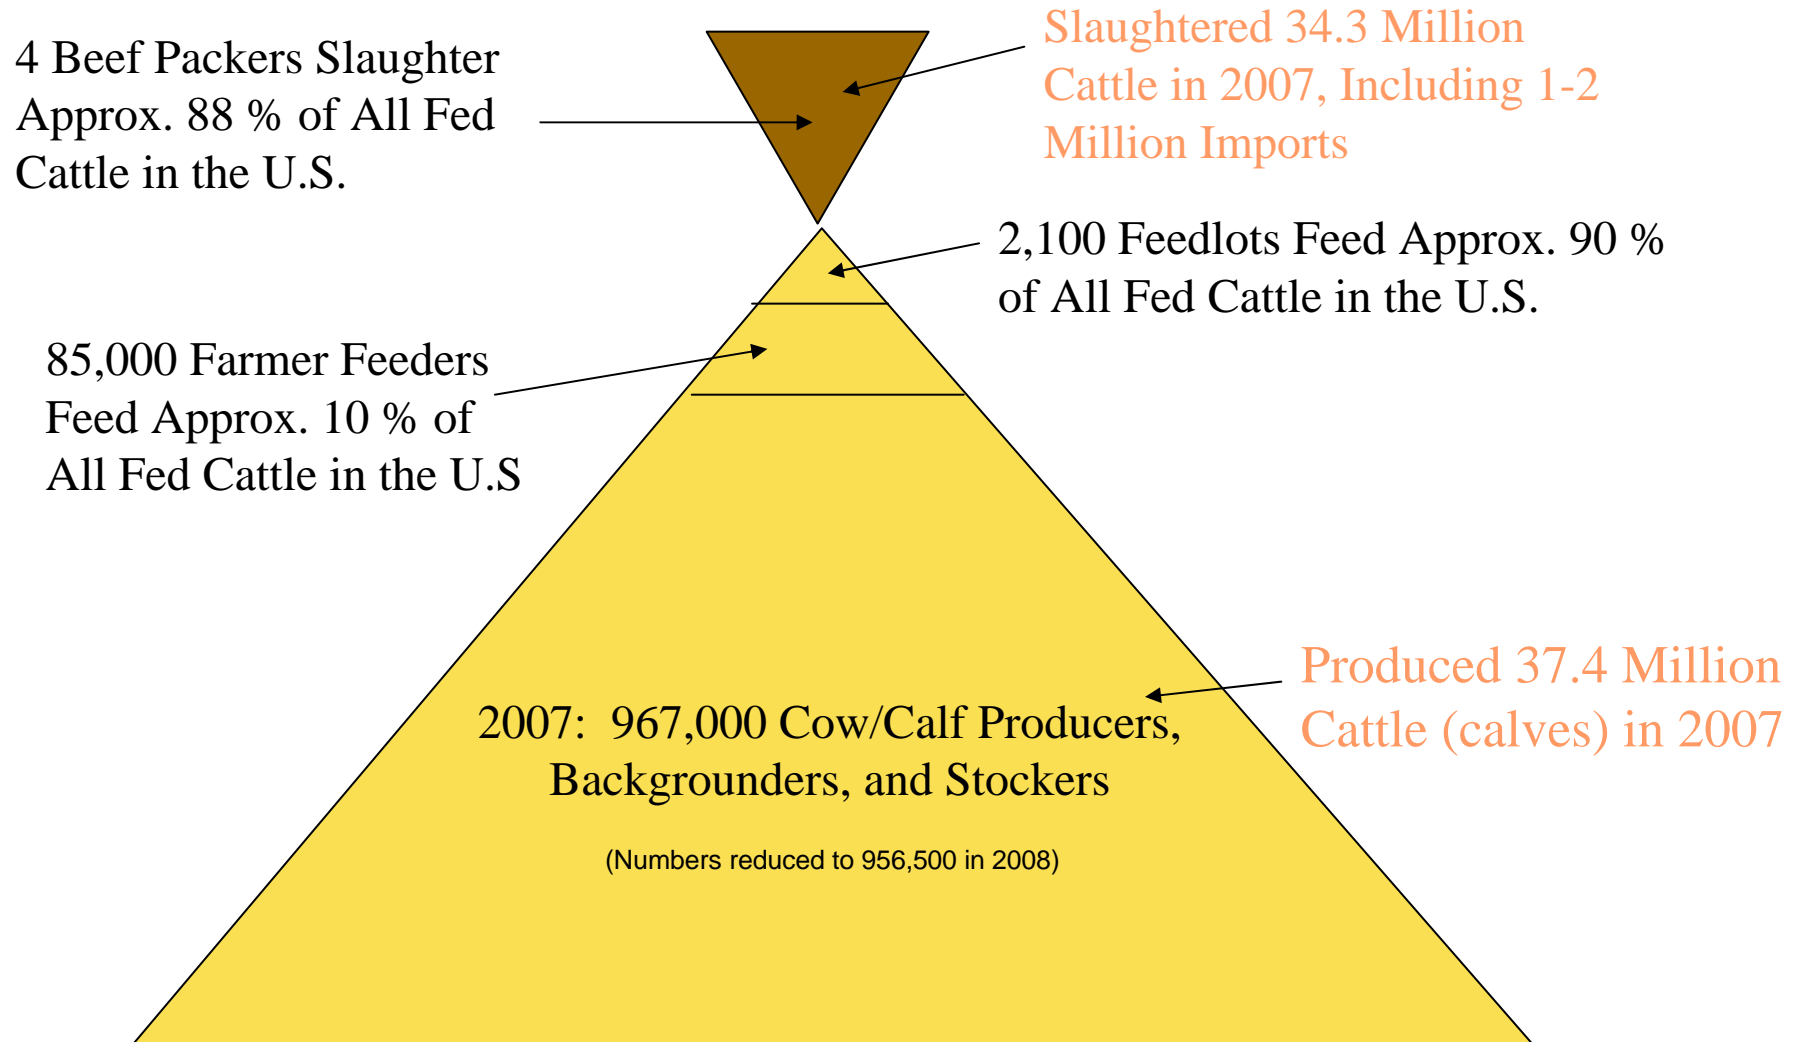 4 Beef Packers Slaughter
Approx. 88 % of All Fed
Cattle in the U.S.
Slaughtered 34.3 Million
Cattle in 2007, Including 1-2
Million Imports
2,100 Feedlots Feed Approx. 90 %
of All Fed Cattle in the U.S.
85,000 Farmer Feeders
Feed Approx. 10 % of
All Fed Cattle in the U.S
Produced 37.4 Million
Cattle (calves) in 2007
2007:  967,000 Cow/Calf Producers,
Backgrounders, and Stockers
(Numbers reduced to 956,500 in 2008)